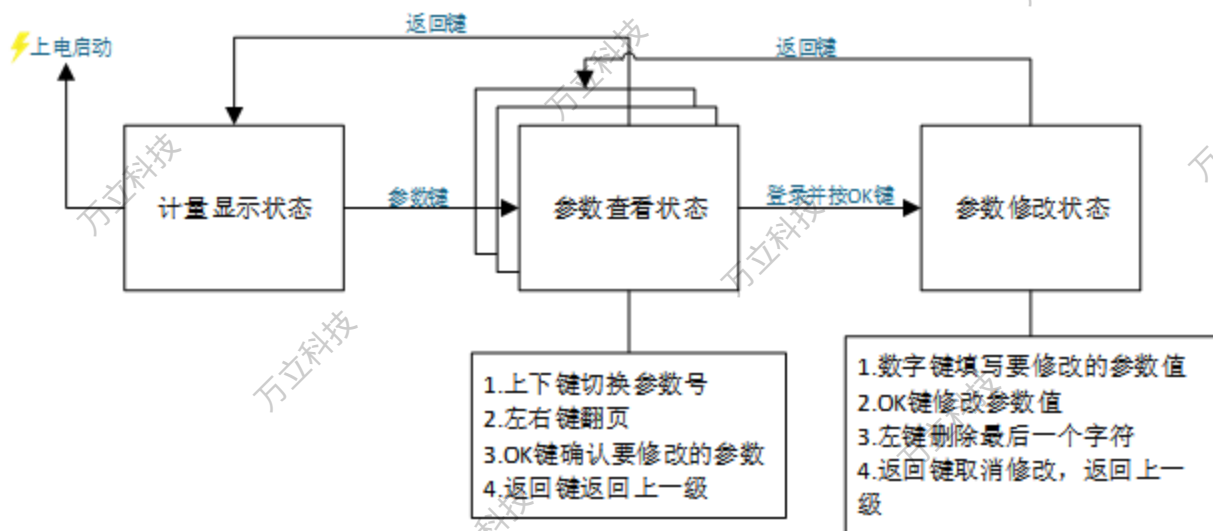 返回键
上电启动
返回键
计量显示状态
参数键
参数查看状态
登录并按OK键
参数修改状态
1.上下键切换参数号
2.左右键翻页
3.OK键确认要修改的参数
4.返回键返回上一级
1.数字键填写要修改的参数值
2.OK键修改参数值
3.左键删除最后一个字符
4.返回键取消修改，返回上一
级
万立科技
万立科技
万立科技
万立科技
万立科技
万立科技